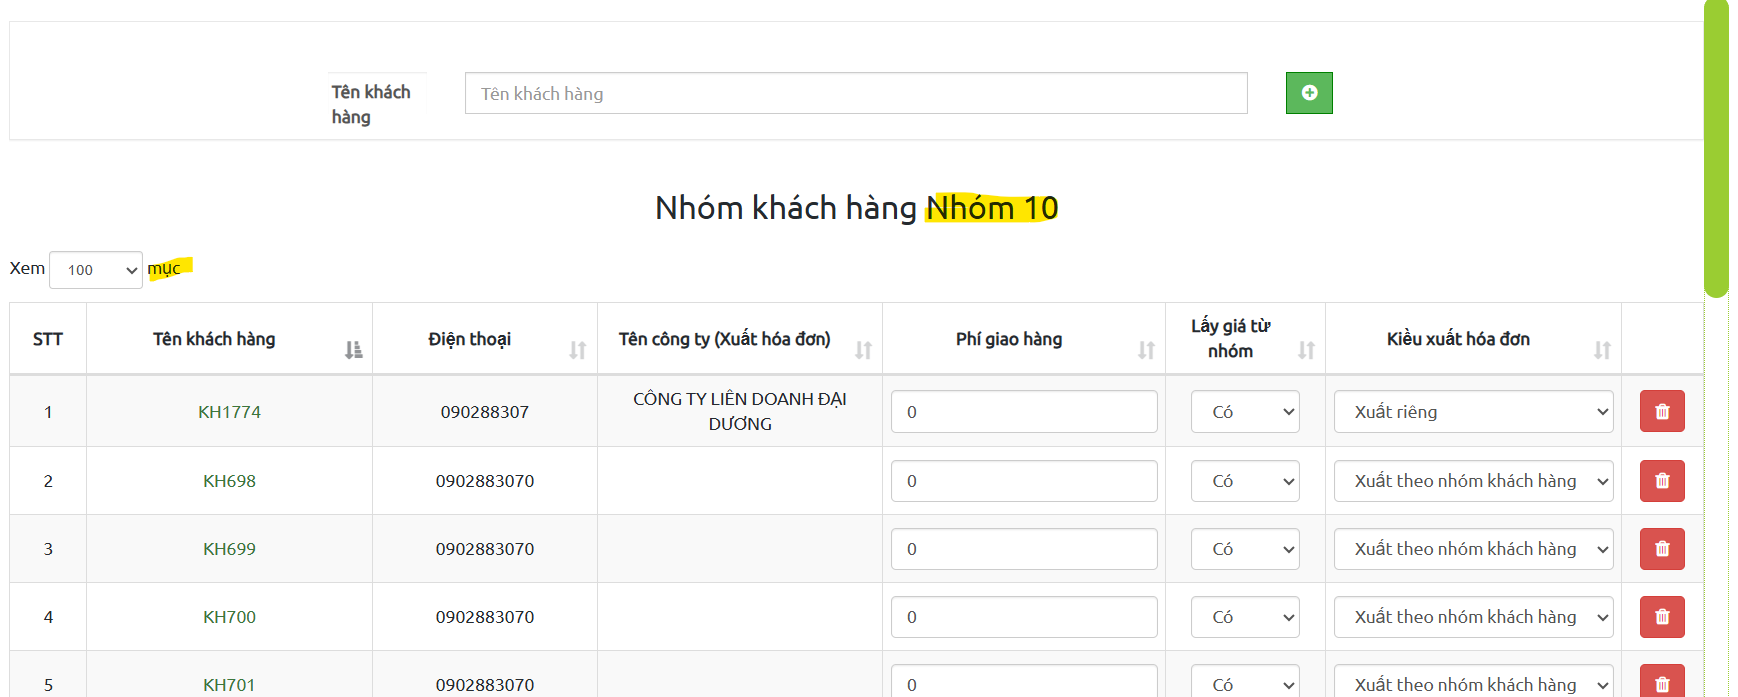 Tên khách
hàng
Tên khách hàng
Nhóm khách hàng Nhóm 10
Xem 100 mục
STT Tên khách hàng Điện thoại Tên công ty (Xuất hóa đơn) Phí giao hàng Lấy giá từ nhóm Kiểu xuất hóa đơn
1 KH1774 090288307 CÔNG TY LIÊN DOANH ĐẠI DƯƠNG 0 Có Xuất riêng
2 KH698 0902883070 0 Có Xuất theo nhóm khách hàng
3 KH699 0902883070 0 Có Xuất theo nhóm khách hàng
4 KH700 0902883070 0 Có Xuất theo nhóm khách hàng
5 KH701 0902883070 0 Có Xuất theo nhóm khách hàng